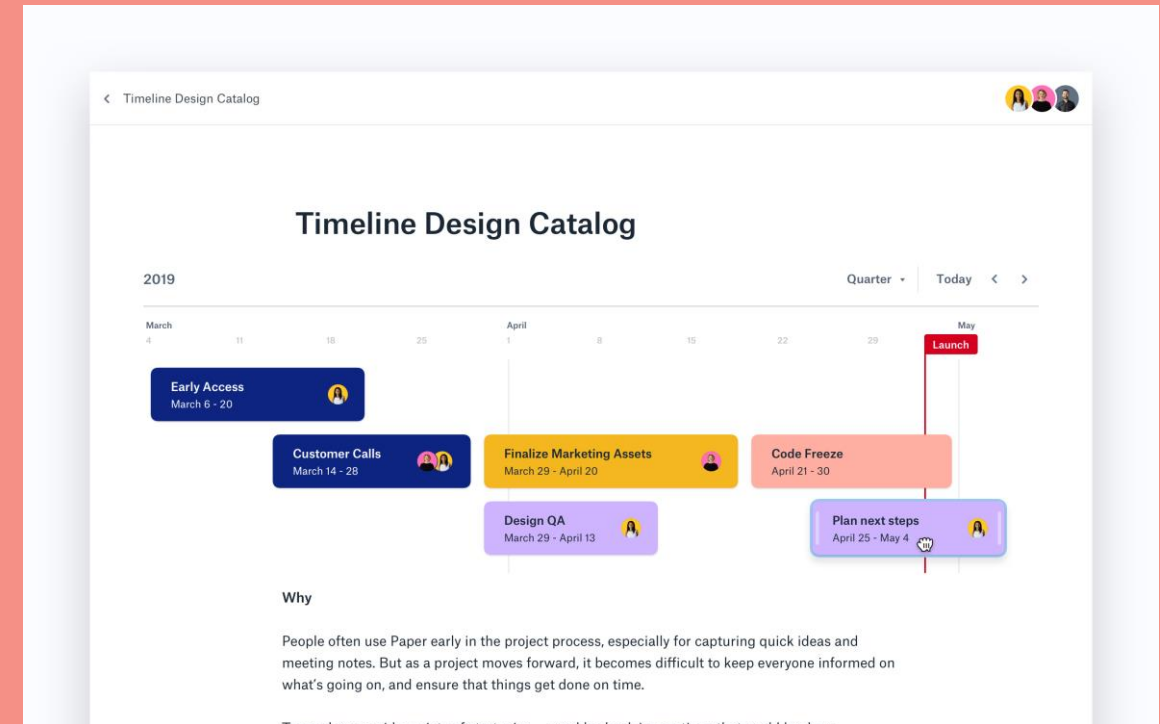 Timeline Design Catalog
Timeline Design Catalog
2019
Quarter
Today
March
April
May
4 11 18 25 1 8 15 22 29
Launch
Early Access
March 6 - 20
Customer Calls
March 14 - 28
Finalize Marketing Assets
March 29 - April 20
Code Freeze
April 21 - 30
Design QA
March 29 - April 13
Plan next steps
April 25 - May 4
Why
People often use Paper early in the project process, especially for capturing quick ideas and
meeting notes. But as a project moves forward, it becomes difficult to keep everyone informed on
what's going on, and ensure that things get done on time.